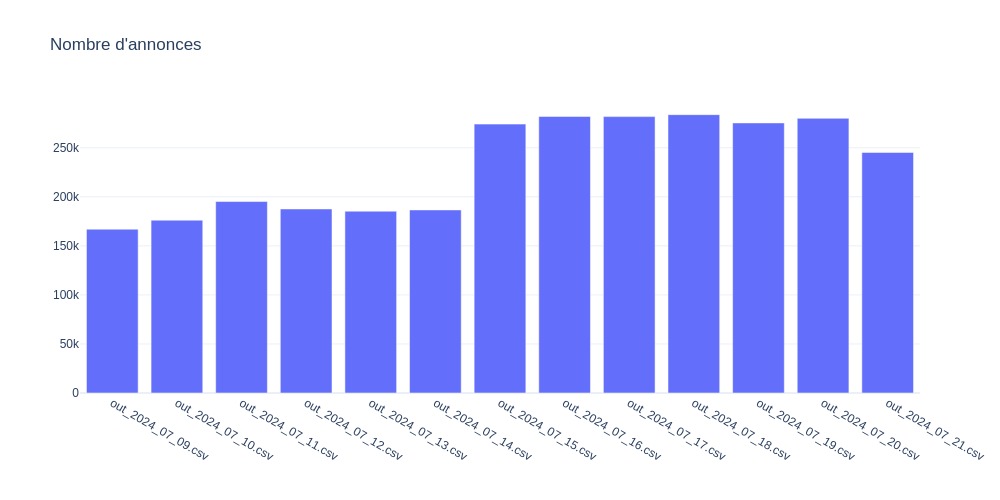 Nombre d'annonces
250k
200k
150k
100k
50k
0
out_2024_07_09.csv
out_2024_07_10.csv
out_2024_07_11.csv
out_2024_07_12.csv
out_2024_07_13.csv
out_2024_07_14.csv
out_2024_07_15.csv
out_2024_07_16.csv
out_2024_07_17.csv
out_2024_07_18.csv
out_2024_07_19.csv
out_2024_07_20.csv
out_2024_07_21.csv